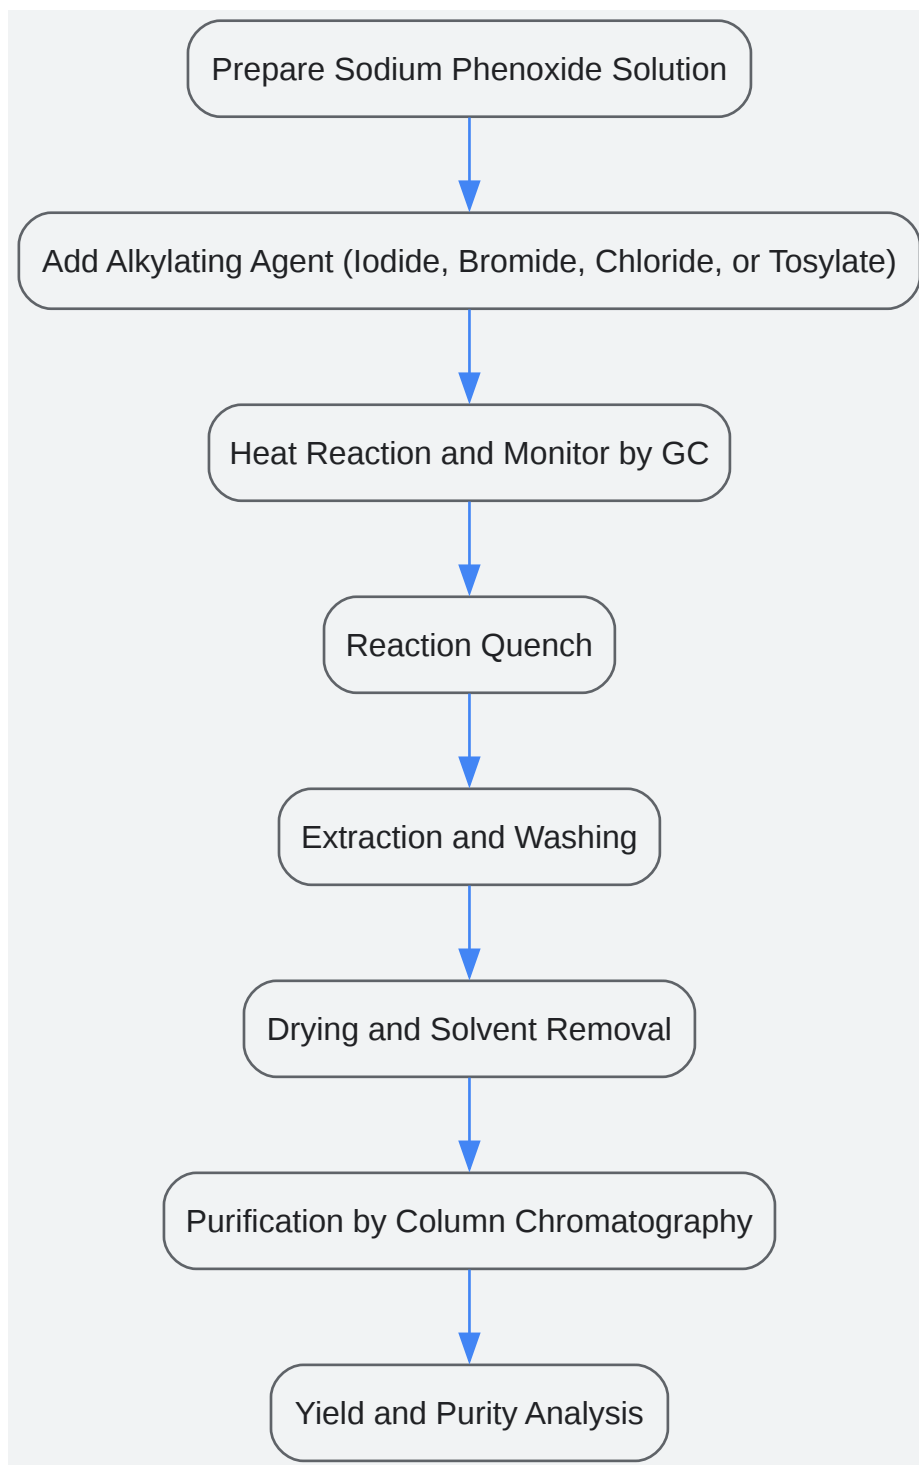 Prepare Sodium Phenoxide Solution
Add Alkylating Agent (Iodide, Bromide, Chloride, or Tosylate)
Heat Reaction and Monitor by GC
Reaction Quench
Extraction and Washing
Drying and Solvent Removal
Purification by Column Chromatography
Yield and Purity Analysis